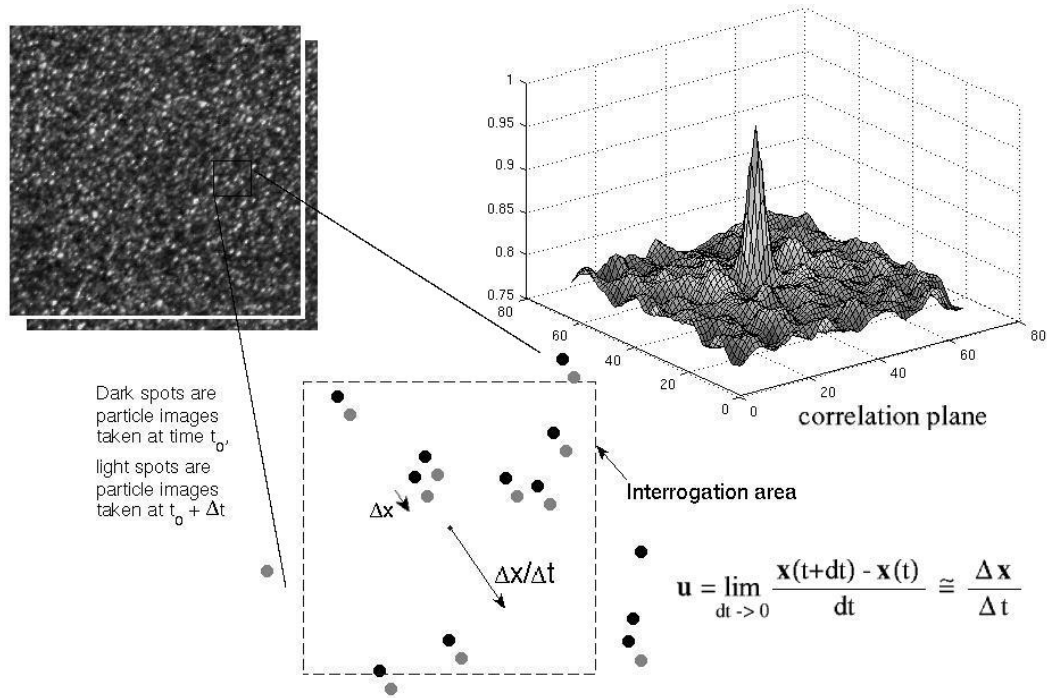 1
0.95
0.9
0.85
0.8
0.75
80
60
40
20
0
0
20
40
60
80
correlation plane
Dark spots are
particle images
taken at time t₀,
light spots are
particle images
taken at t₀ + Δt
Δx
Δx/Δt
Interrogation area
u = lim dt -> 0 x(t+dt) - x(t) / dt ≅ Δx / Δt